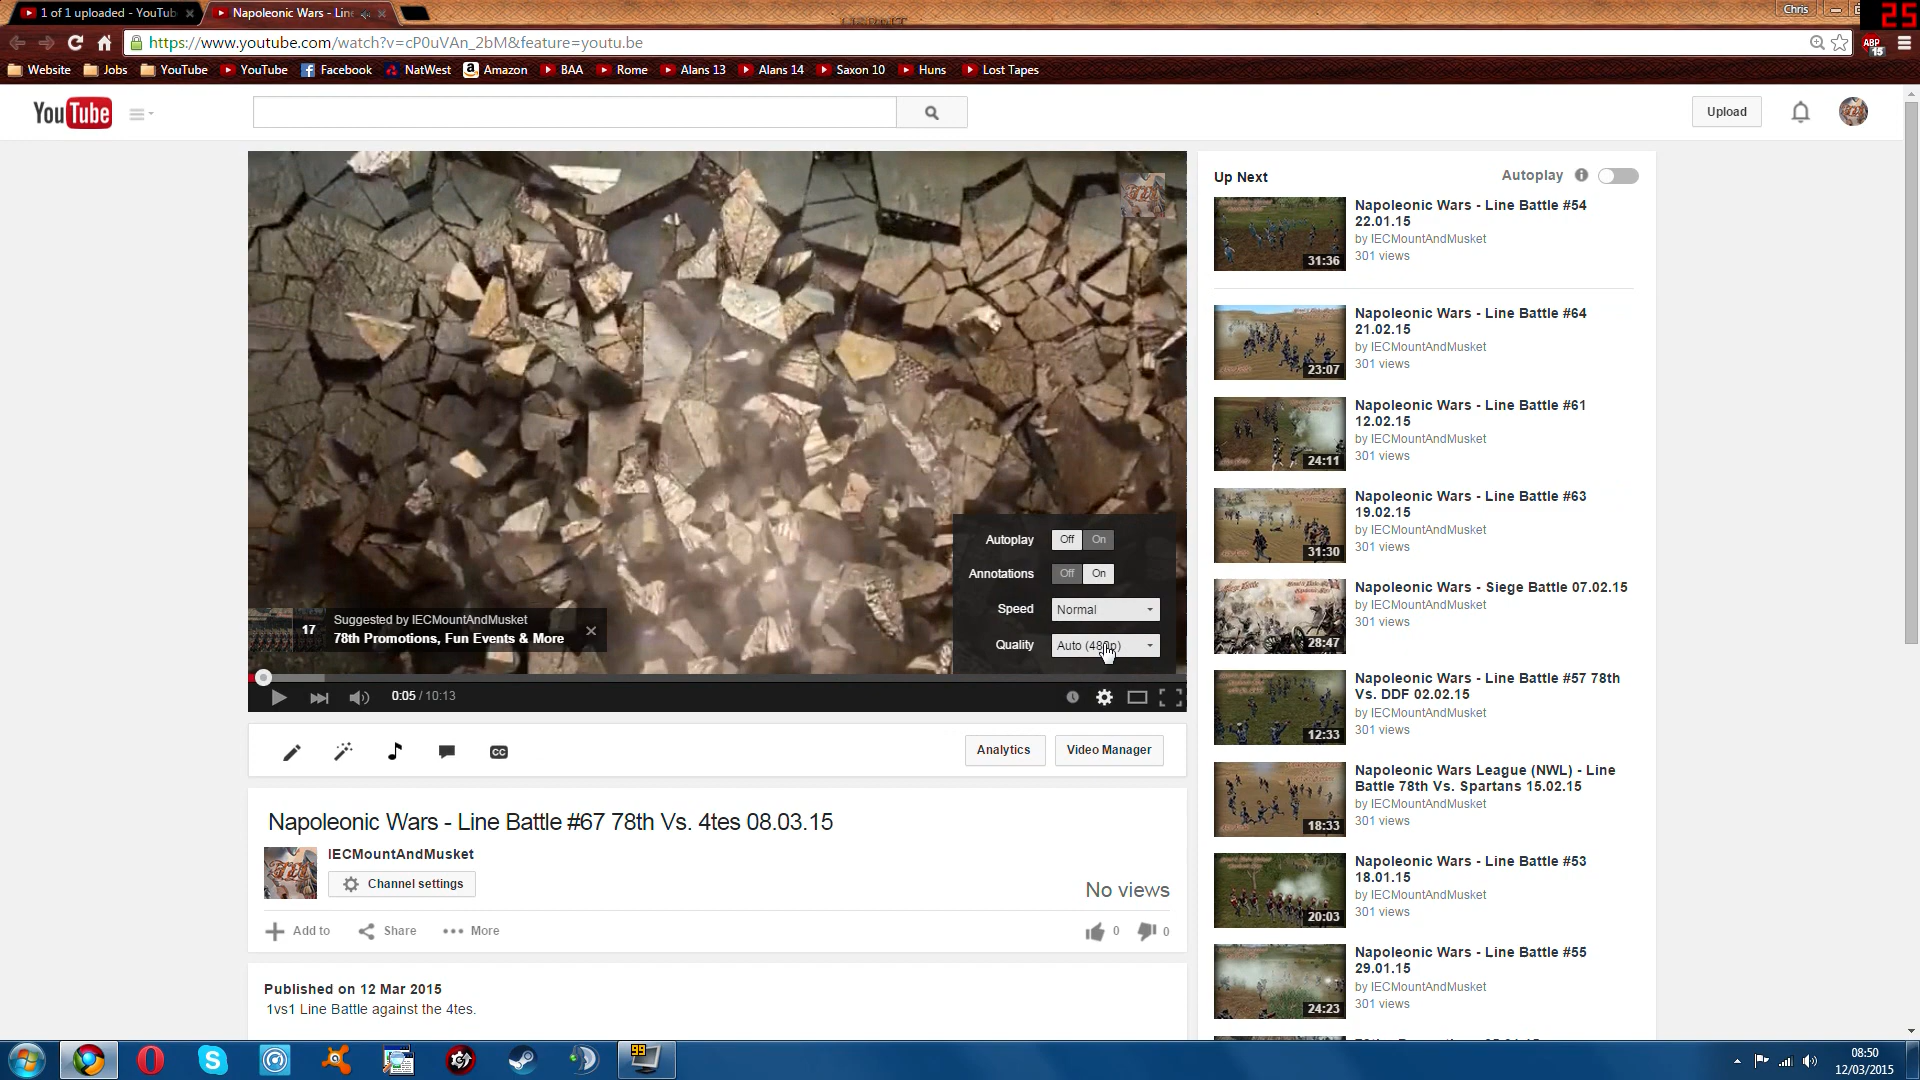 1 of 1 uploaded - YouTub
Napoleonic Wars - Line
Chris
25
https://www.youtube.com/watch?v=cP0uVAn_2bM&feature=youtu.be
ABP
15
Website
Jobs
YouTube
YouTube
Facebook
NatWest
Amazon
BAA
Rome
Alans 13
Alans 14
Saxon 10
Huns
Lost Tapes
YouTube
Upload
Autoplay
Off
On
Annotations
Off
On
Speed
Normal
Quality
Auto (480p)
17
Suggested by IECMountAndMusket
78th Promotions, Fun Events & More
0:05 / 10:13
CC
Analytics
Video Manager
Napoleonic Wars - Line Battle #67 78th Vs. 4tes 08.03.15
IECMountAndMusket
Channel settings
No views
Add to
Share
More
0
0
Published on 12 Mar 2015
1vs1 Line Battle against the 4tes.
Up Next
Autoplay
Napoleonic Wars - Line Battle #54
22.01.15
by IECMountAndMusket
301 views
31:36
Napoleonic Wars - Line Battle #64
21.02.15
by IECMountAndMusket
301 views
23:07
Napoleonic Wars - Line Battle #61
12.02.15
by IECMountAndMusket
301 views
24:11
Napoleonic Wars - Line Battle #63
19.02.15
by IECMountAndMusket
301 views
31:30
Napoleonic Wars - Siege Battle 07.02.15
by IECMountAndMusket
301 views
28:47
Napoleonic Wars - Line Battle #57 78th
Vs. DDF 02.02.15
by IECMountAndMusket
301 views
12:33
Napoleonic Wars League (NWL) - Line
Battle 78th Vs. Spartans 15.02.15
by IECMountAndMusket
301 views
18:33
Napoleonic Wars - Line Battle #53
18.01.15
by IECMountAndMusket
301 views
20:03
Napoleonic Wars - Line Battle #55
29.01.15
by IECMountAndMusket
301 views
24:23
99
08:50
12/03/2015